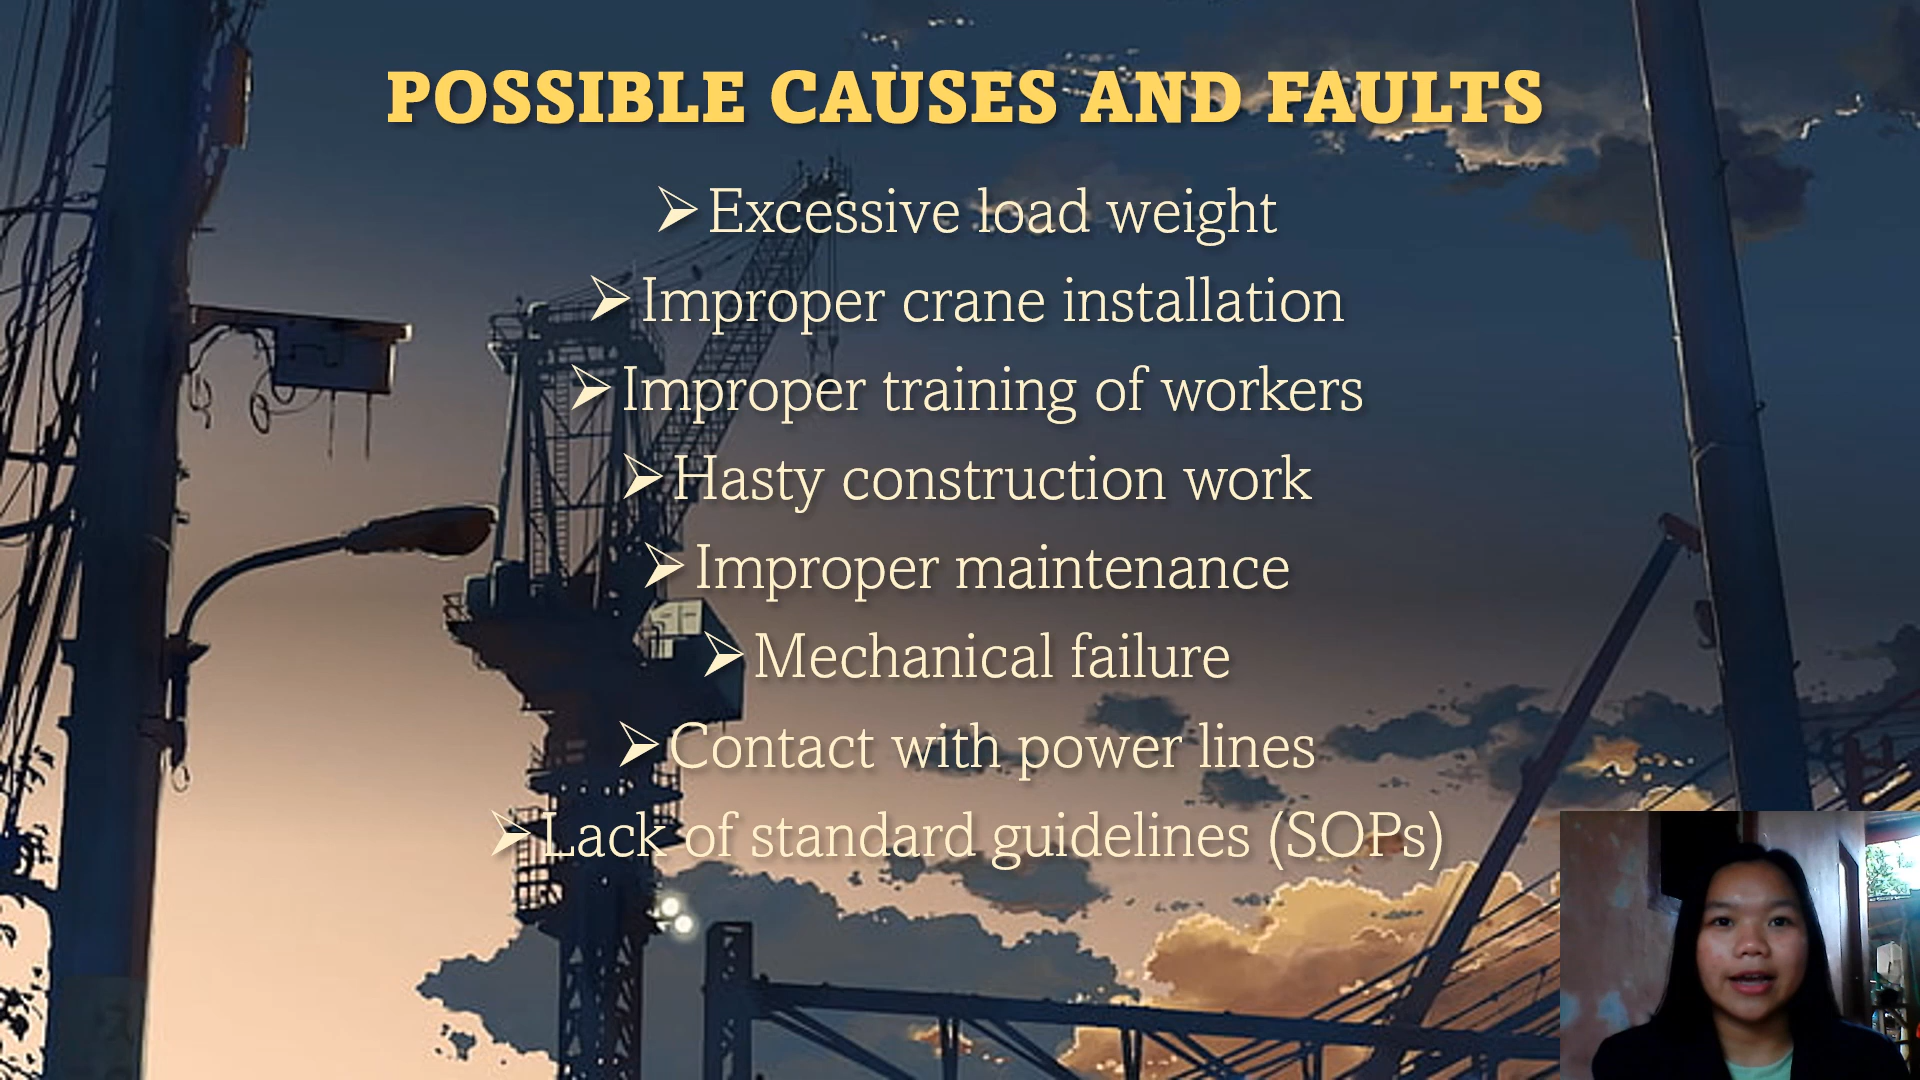 POSSIBLE CAUSES AND FAULTS
➢Excessive load weight
➢Improper crane installation
➢Improper training of workers
➢Hasty construction work
➢Improper maintenance
➢Mechanical failure
➢Contact with power lines
➢Lack of standard guidelines (SOPs)